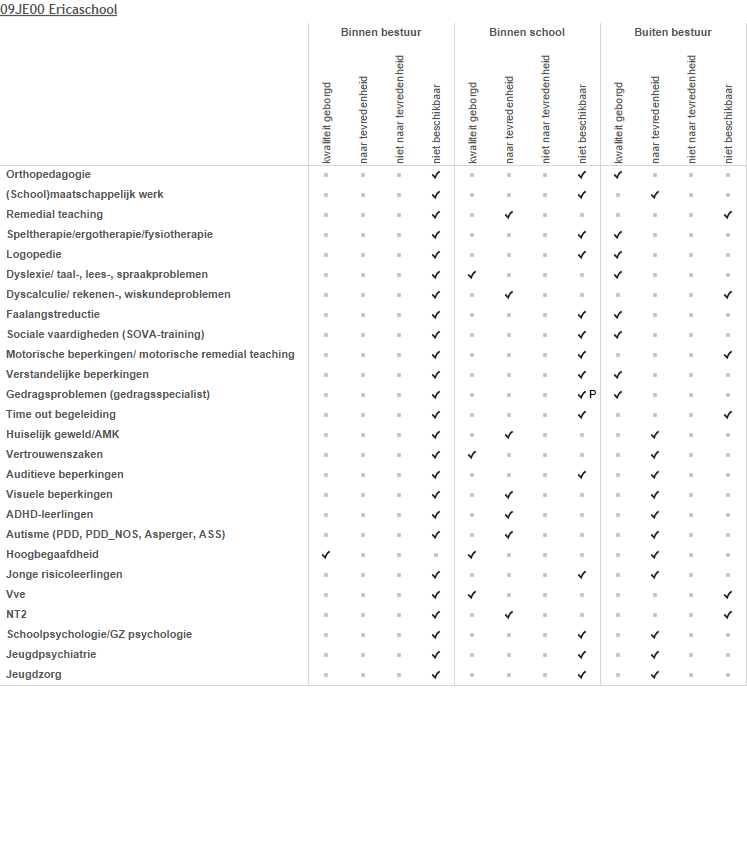 09JE00 Ericaschool
Binnen bestuur Binnen school Buiten bestuur
kwaliteit geborgd naar tevredenheid niet naar tevredenheid niet beschikbaar kwaliteit geborgd naar tevredenheid niet naar tevredenheid niet beschikbaar kwaliteit geborgd naar tevredenheid niet naar tevredenheid niet beschikbaar
Orthopedagogie
(School)maatschappelijk werk
Remedial teaching
Speltherapie/ergotherapie/fysiotherapie
Logopedie
Dyslexie/ taal-, lees-, spraakproblemen
Dyscalculie/ rekenen-, wiskundeproblemen
Faalangstreductie
Sociale vaardigheden (SOVA-training)
Motorische beperkingen/ motorische remedial teaching
Verstandelijke beperkingen
Gedragsproblemen (gedragsspecialist) P
Time out begeleiding
Huiselijk geweld/AMK
Vertrouwenszaken
Auditieve beperkingen
Visuele beperkingen
ADHD-leerlingen
Autisme (PDD, PDD_NOS, Asperger, ASS)
Hoogbegaafdheid
Jonge risicoleerlingen
Vve
NT2
Schoolpsychologie/GZ psychologie
Jeugdpsychiatrie
Jeugdzorg